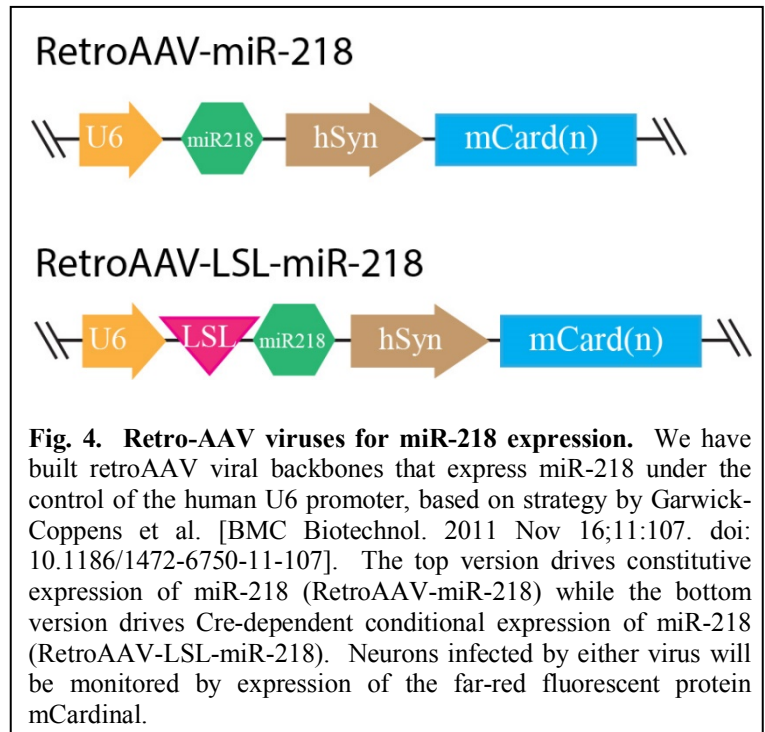 RetroAAV-miR-218
U6 miR218 hSyn mCard(n)
RetroAAV-LSL-miR-218
U6 LSL miR218 hSyn mCard(n)
Fig. 4. Retro-AAV viruses for miR-218 expression. We have
built retroAAV viral backbones that express miR-218 under the
control of the human U6 promoter, based on strategy by Garwick-
Coppens et al. [BMC Biotechnol. 2011 Nov 16;11:107. doi:
10.1186/1472-6750-11-107]. The top version drives constitutive
expression of miR-218 (RetroAAV-miR-218) while the bottom
version drives Cre-dependent conditional expression of miR-218
(RetroAAV-LSL-miR-218). Neurons infected by either virus will
be monitored by expression of the far-red fluorescent protein
mCardinal.